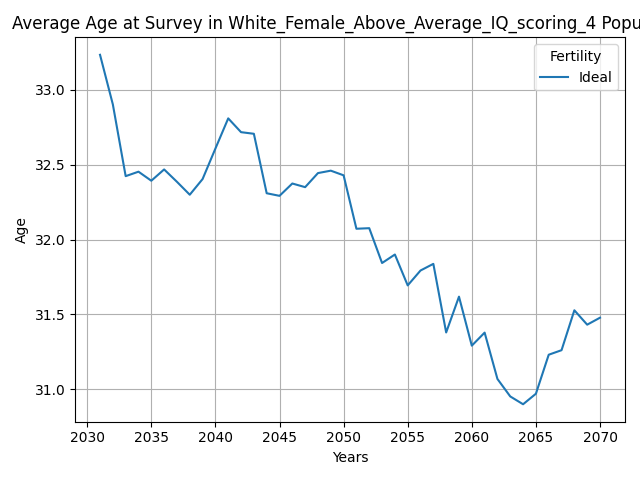 Average Age at Survey in White_Female_Above_Average_IQ_scoring_4 Popu
Fertility
Ideal
33.0
32.5
32.0
31.5
31.0
Age
2030 2035 2040 2045 2050 2055 2060 2065 2070
Years